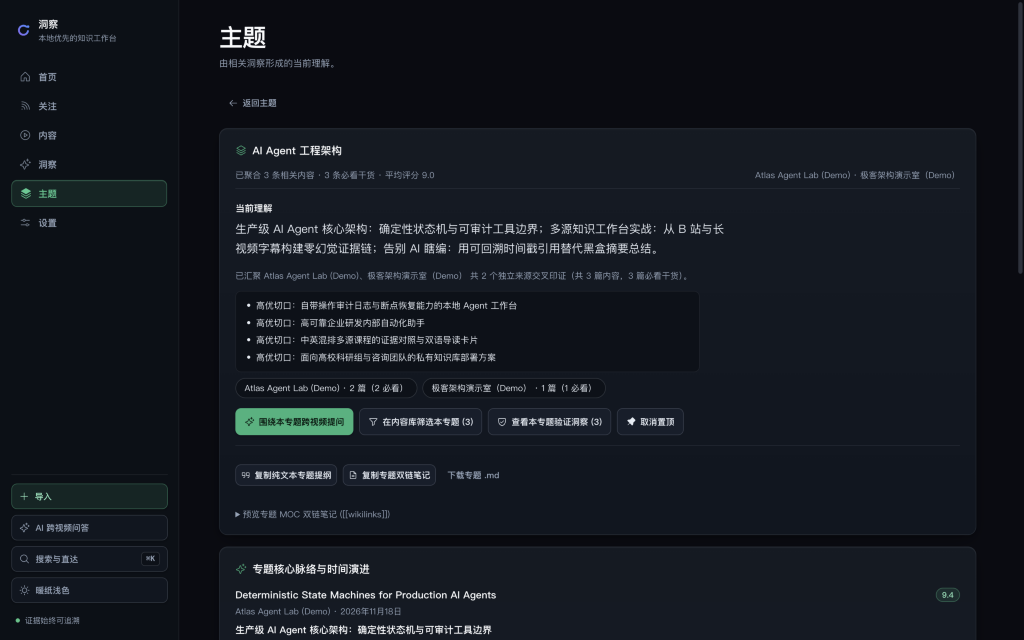 洞察
本地优先的知识工作台
首页
关注
内容
洞察
主题
设置
导入
AI 跨视频问答
搜索与直达 ⌘K
暖纸浅色
证据始终可追溯
主题
由相关洞察形成的当前理解。
← 返回主题
AI Agent 工程架构
已聚合 3 条相关内容 · 3 条必看干货 · 平均评分 9.0
Atlas Agent Lab (Demo) · 极客架构演示室（Demo）
当前理解
生产级 AI Agent 核心架构：确定性状态机与可审计工具边界；多源知识工作台实战：从 B 站与长
视频字幕构建零幻觉证据链；告别 AI 瞎编：用可回溯时间戳引用替代黑盒摘要总结。
已汇聚 Atlas Agent Lab (Demo)、极客架构演示室（Demo） 共 2 个独立来源交叉印证（共 3 篇内容，3 篇必看干货）。
• 高优切口：自带操作审计日志与断点恢复能力的本地 Agent 工作台
• 高优切口：高可靠企业研发内部自动化助手
• 高优切口：中英混排多源课程的证据对照与双语导读卡片
• 高优切口：面向高校科研组与咨询团队的私有知识库部署方案
Atlas Agent Lab (Demo) · 2 篇（2 必看）
极客架构演示室（Demo） · 1 篇（1 必看）
围绕本专题跨视频提问
在内容库筛选本专题 (3)
查看本专题验证洞察 (3)
取消置顶
复制纯文本专题提纲
复制专题双链笔记
下载专题 .md
▶ 预览专题 MOC 双链笔记 ([[wikilinks]])
专题核心脉络与时间演进
Deterministic State Machines for Production AI Agents
9.4
Atlas Agent Lab (Demo) · 2026年11月18日
生产级 AI Agent 核心架构：确定性状态机与可审计工具边界